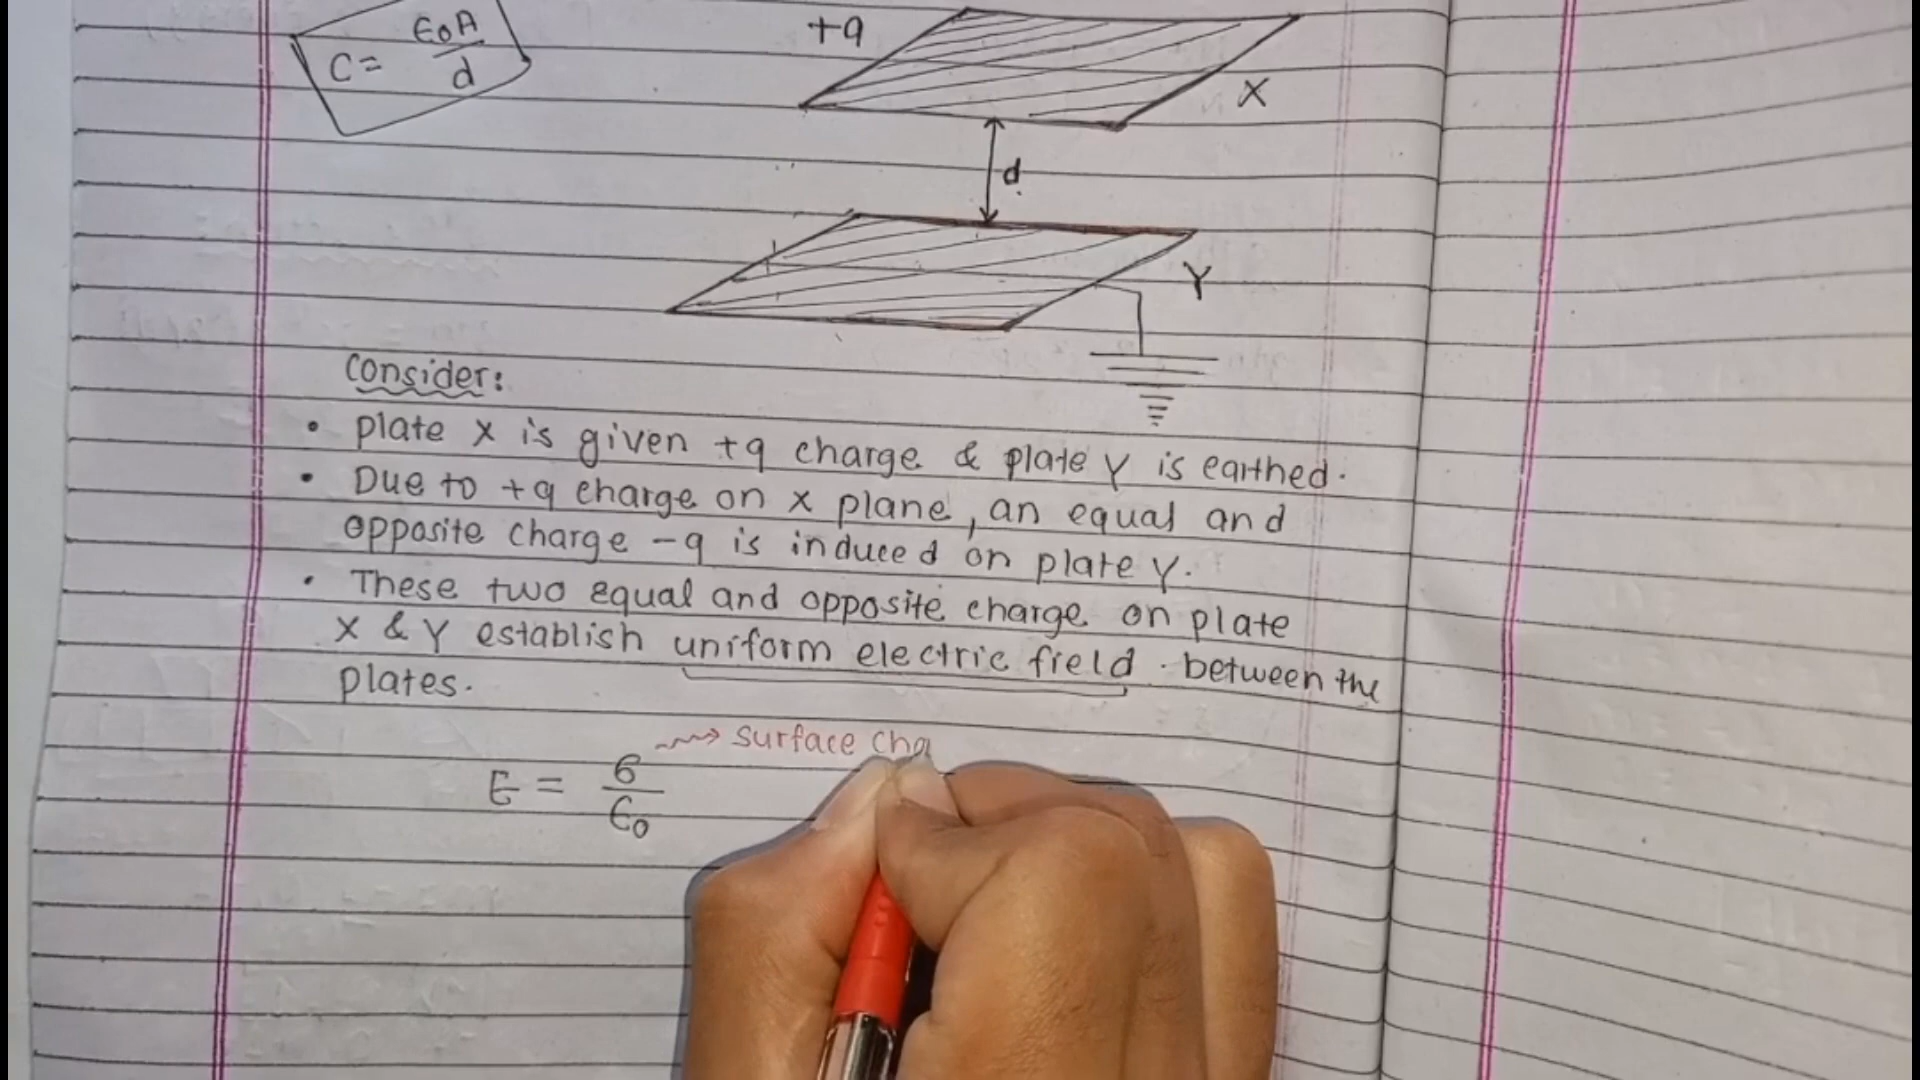 C = ε₀A/d
+q
X
d
Y
Consider:
• plate X is given +q charge & plate Y is earthed.
• Due to +q charge on X plane, an equal and
opposite charge -q is induced on plate Y.
• These two equal and opposite charge on plate
X & Y establish uniform electric field between the
plates.
→ surface cha
E = σ/ε₀